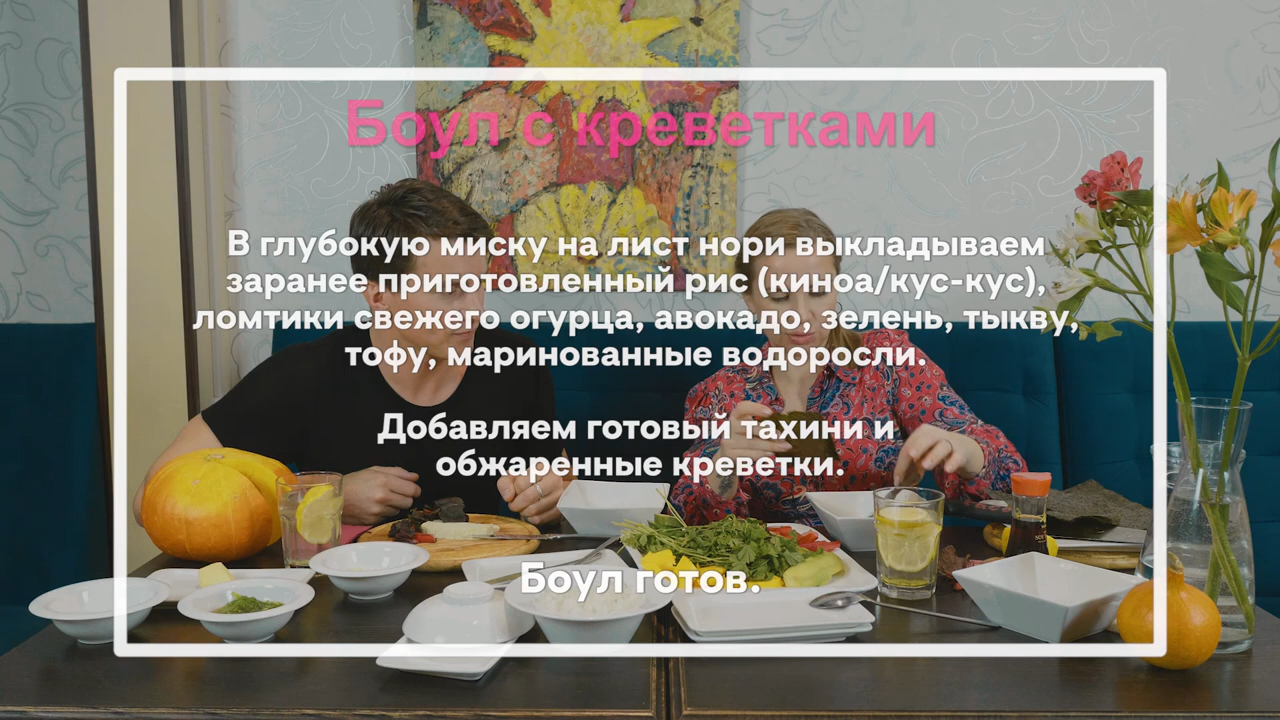 Боул с креветками
В глубокую миску на лист нори выкладываем
заранее приготовленный рис (киноа/кус-кус),
ломтики свежего огурца, авокадо, зелень, тыкву,
тофу, маринованные водоросли.
Добавляем готовый тахини и
обжаренные креветки.
Боул готов.